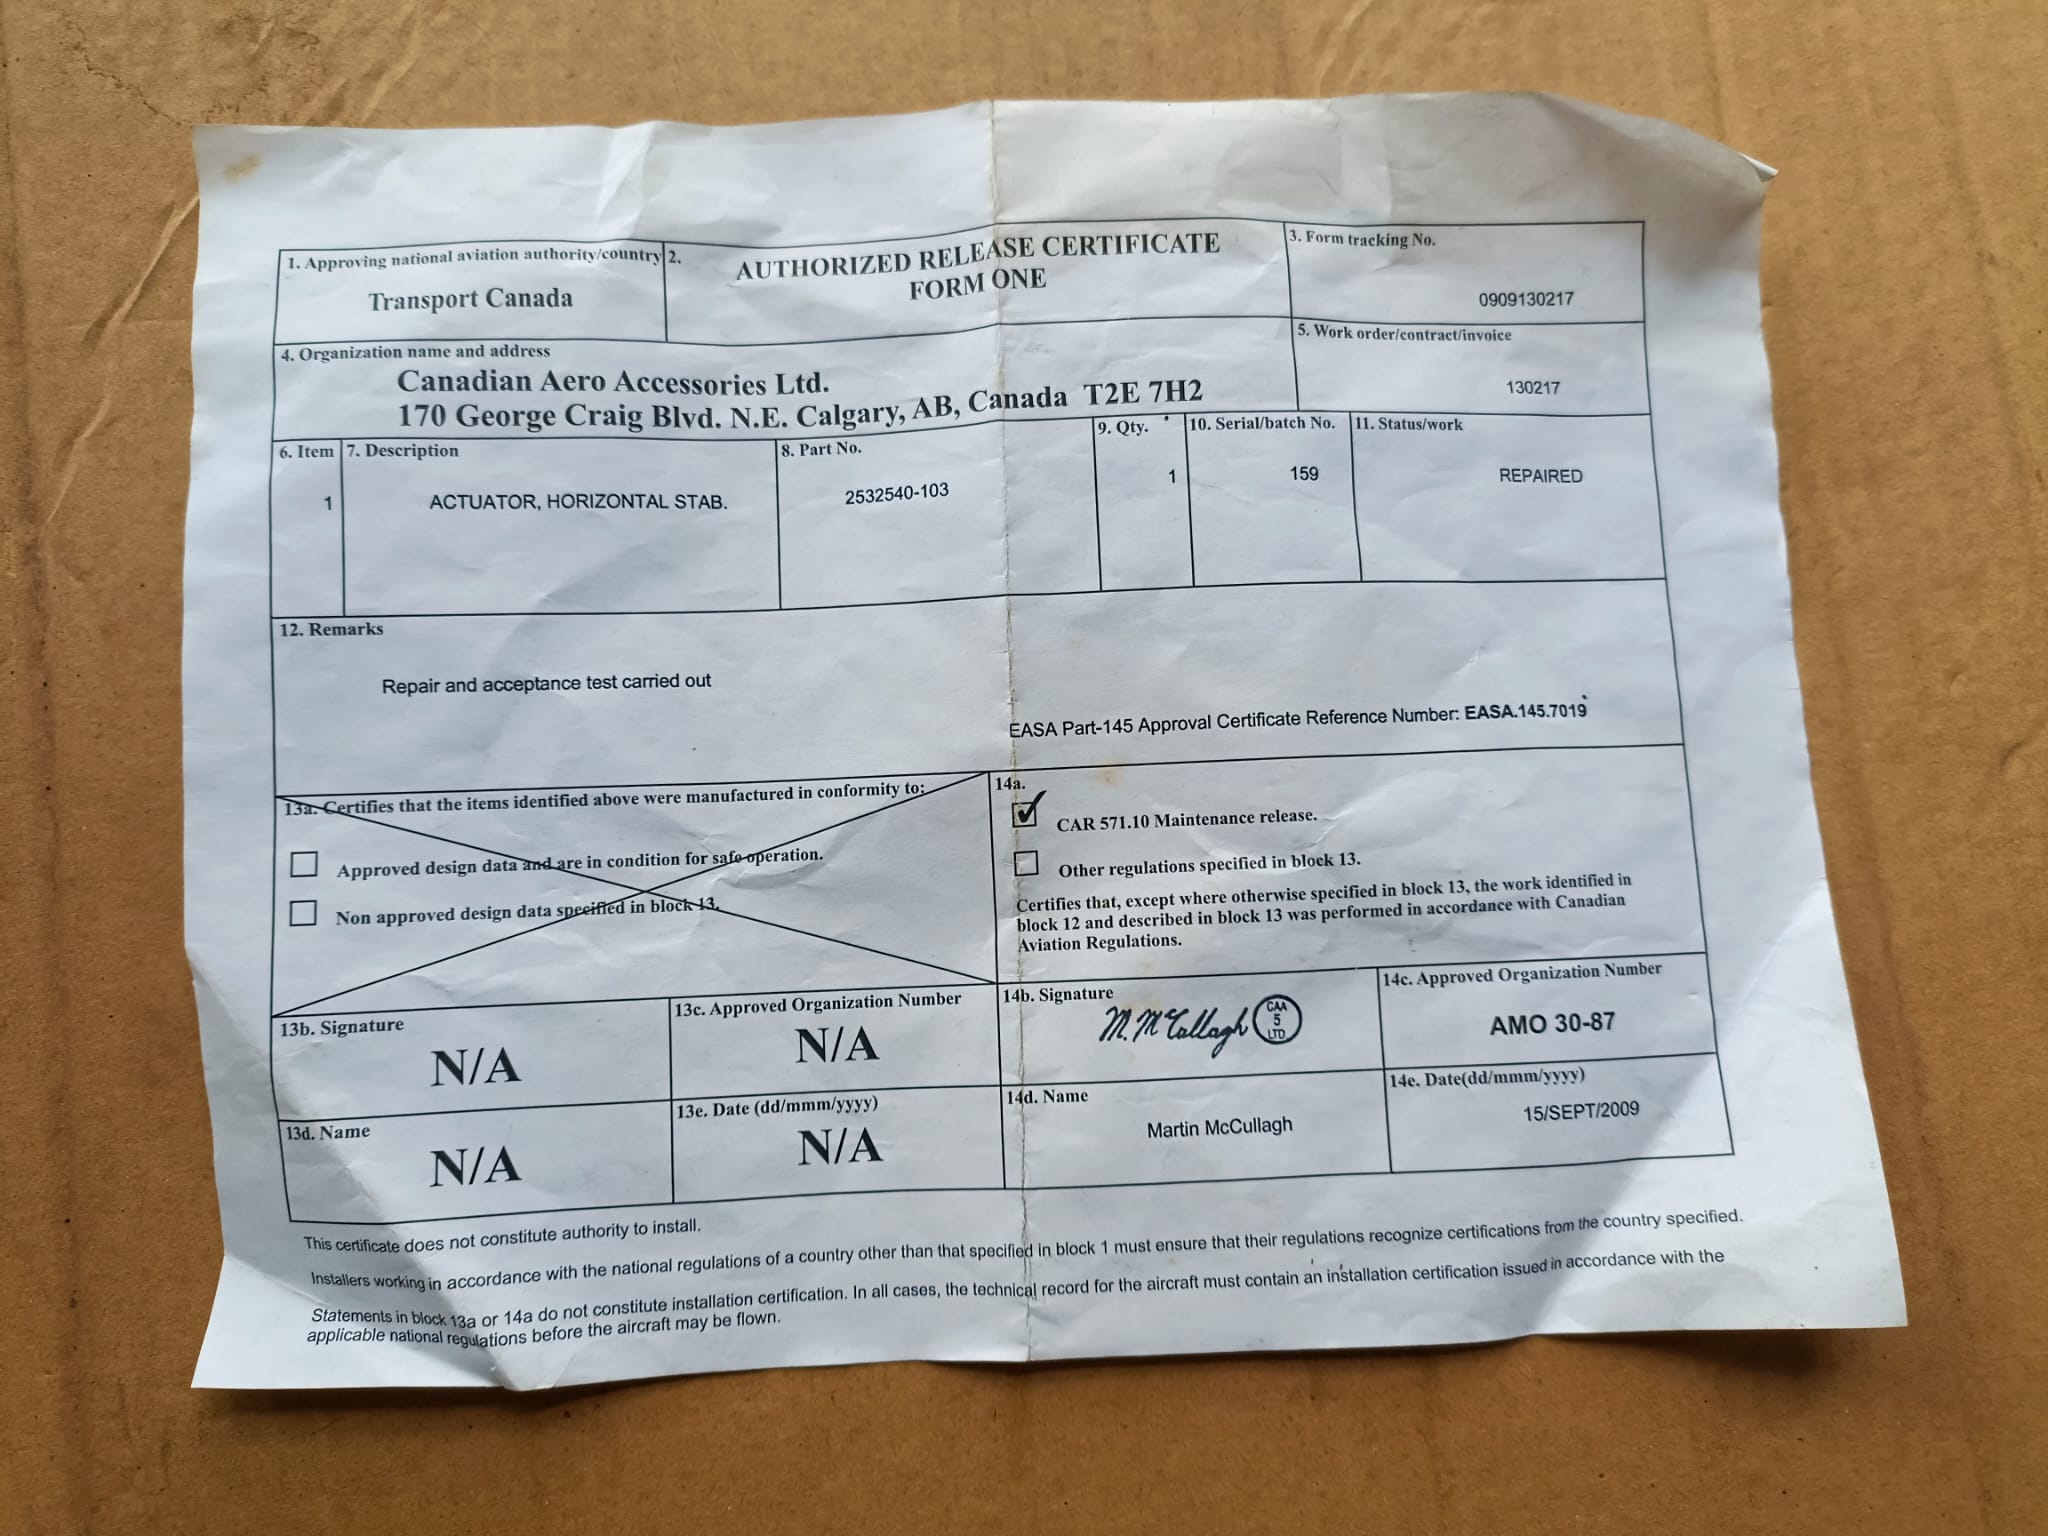 1. Approving national aviation authority/country
Transport Canada
2.
AUTHORIZED RELEASE CERTIFICATE
FORM ONE
3. Form tracking No.
0909130217
4. Organization name and address
Canadian Aero Accessories Ltd.
170 George Craig Blvd. N.E. Calgary, AB, Canada T2E 7H2
5. Work order/contract/invoice
130217
6. Item
1
7. Description
ACTUATOR, HORIZONTAL STAB.
8. Part No.
2532540-103
9. Qty.
1
10. Serial/batch No.
159
11. Status/work
REPAIRED
12. Remarks
Repair and acceptance test carried out
EASA Part-145 Approval Certificate Reference Number: EASA.145.7019
13a. Certifies that the items identified above were manufactured in conformity to:
Approved design data and are in condition for safe operation.
Non approved design data specified in block 13.
14a.
CAR 571.10 Maintenance release.
Other regulations specified in block 13.
Certifies that, except where otherwise specified in block 13, the work identified in
block 12 and described in block 13 was performed in accordance with Canadian
Aviation Regulations.
13b. Signature
N/A
13c. Approved Organization Number
N/A
14b. Signature
M. McCullagh
CAA
5
LTD
14c. Approved Organization Number
AMO 30-87
13d. Name
N/A
13e. Date (dd/mmm/yyyy)
N/A
14d. Name
Martin McCullagh
14e. Date(dd/mmm/yyyy)
15/SEPT/2009
This certificate does not constitute authority to install.
Installers working in accordance with the national regulations of a country other than that specified in block 1 must ensure that their regulations recognize certifications from the country specified.
Statements in block 13a or 14a do not constitute installation certification. In all cases, the technical record for the aircraft must contain an installation certification issued in accordance with the
applicable national regulations before the aircraft may be flown.